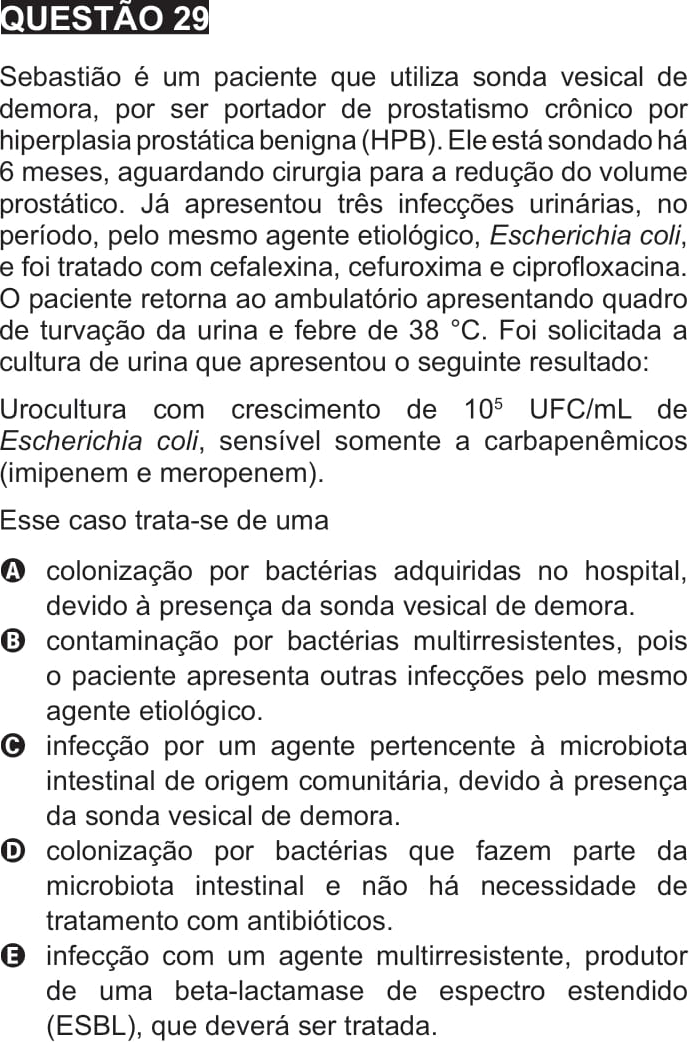 QUESTÃO 29
Sebastião é um paciente que utiliza sonda vesical de
demora, por ser portador de prostatismo crônico por
hiperplasia prostática benigna (HPB). Ele está sondado há
6 meses, aguardando cirurgia para a redução do volume
prostático. Já apresentou três infecções urinárias, no
período, pelo mesmo agente etiológico, Escherichia coli,
e foi tratado com cefalexina, cefuroxima e ciprofloxacina.
O paciente retorna ao ambulatório apresentando quadro
de turvação da urina e febre de 38 °C. Foi solicitada a
cultura de urina que apresentou o seguinte resultado:
Urocultura com crescimento de 10⁵ UFC/mL de
Escherichia coli, sensível somente a carbapenêmicos
(imipenem e meropenem).
Esse caso trata-se de uma
A colonização por bactérias adquiridas no hospital,
devido à presença da sonda vesical de demora.
B contaminação por bactérias multirresistentes, pois
o paciente apresenta outras infecções pelo mesmo
agente etiológico.
C infecção por um agente pertencente à microbiota
intestinal de origem comunitária, devido à presença
da sonda vesical de demora.
D colonização por bactérias que fazem parte da
microbiota intestinal e não há necessidade de
tratamento com antibióticos.
E infecção com um agente multirresistente, produtor
de uma beta-lactamase de espectro estendido
(ESBL), que deverá ser tratada.